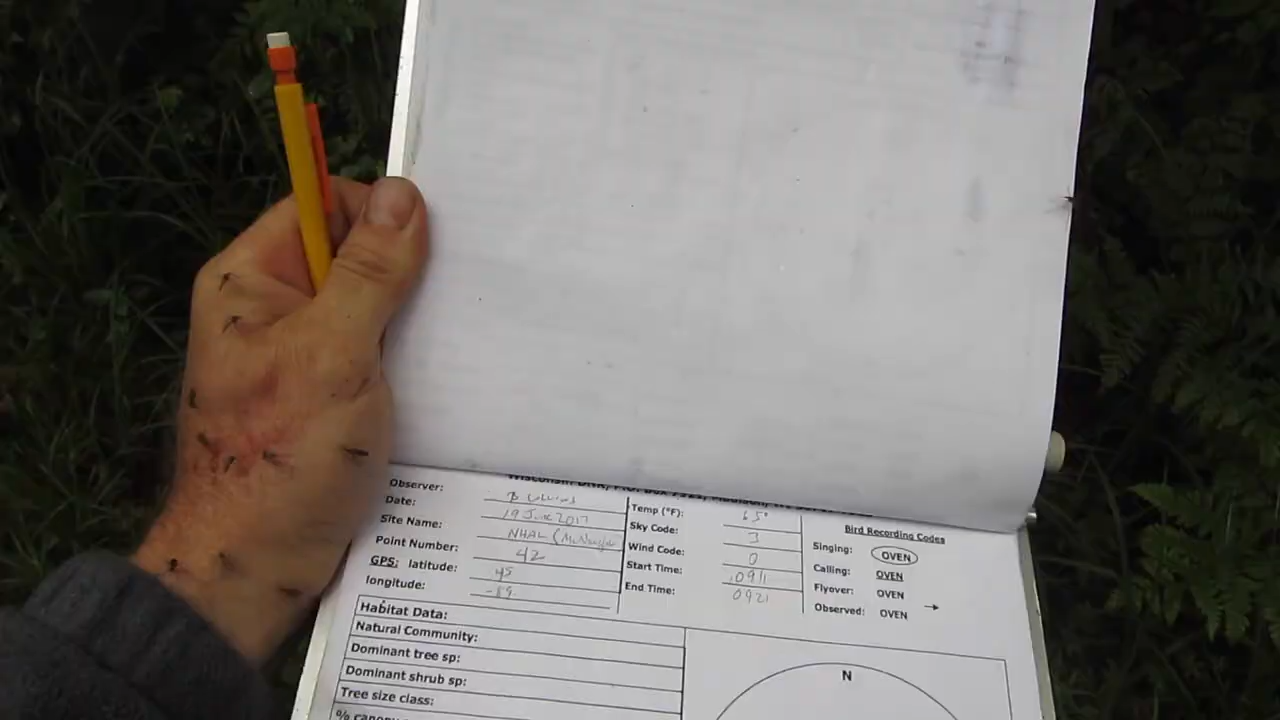 Observer:
Date: 19 June 2017
Site Name: NHAL
Point Number: 42
GPS: latitude: 45
longitude: -89
Temp (°F): 65°
Sky Code: 3
Wind Code: 0
Start Time: 0911
End Time: 0921
Bird Recording Codes
Singing: OVEN
Calling: OVEN
Flyover: OVEN
Observed: OVEN
Habitat Data:
Natural Community:
Dominant tree sp:
Dominant shrub sp:
Tree size class:
N